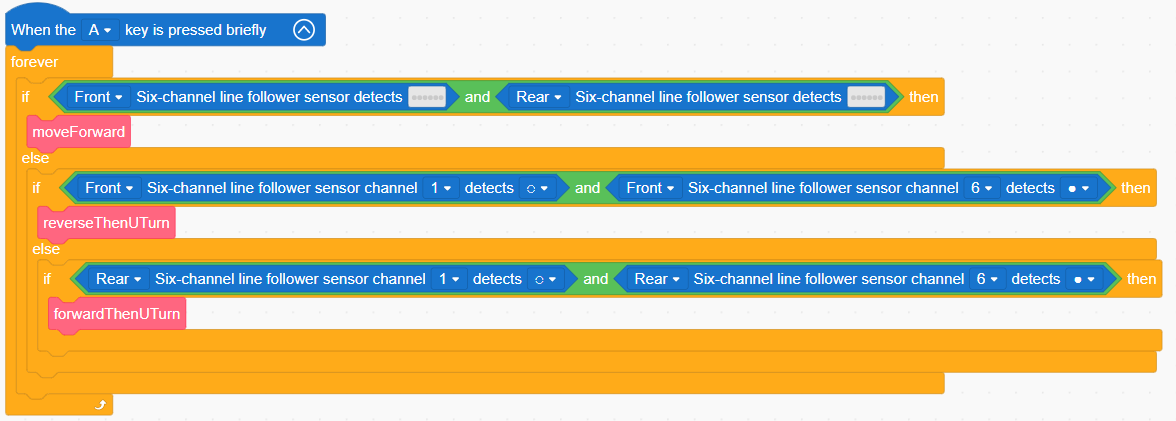 When the A key is pressed briefly
forever
if Front Six-channel line follower sensor detects and Rear Six-channel line follower sensor detects then
moveForward
else
if Front Six-channel line follower sensor channel 1 detects and Front Six-channel line follower sensor channel 6 detects then
reverseThenUTurn
else
if Rear Six-channel line follower sensor channel 1 detects and Rear Six-channel line follower sensor channel 6 detects then
forwardThenUTurn